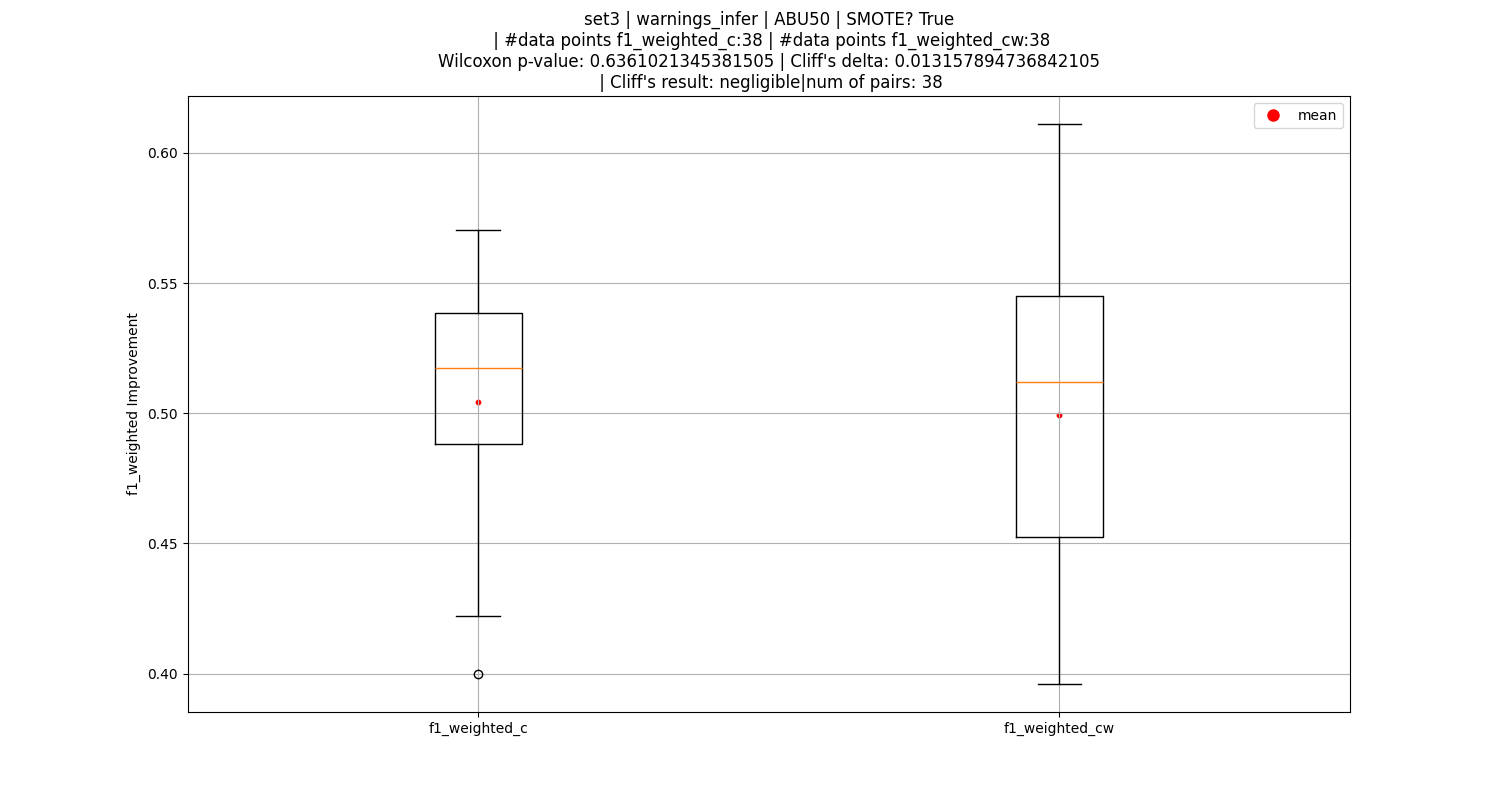 set3 | warnings_infer | ABU50 | SMOTE? True
| #data points f1_weighted_c:38 | #data points f1_weighted_cw:38
Wilcoxon p-value: 0.6361021345381505 | Cliff's delta: 0.013157894736842105
| Cliff's result: negligible|num of pairs: 38
mean
0.60
0.55
0.50
0.45
0.40
f1_weighted Improvement
f1_weighted_c
f1_weighted_cw